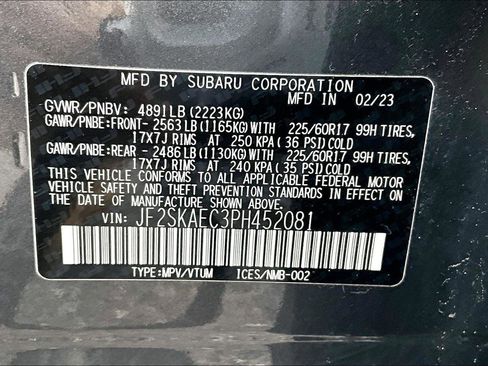 MFD BY SUBARU CORPORATION
MFD IN JAPAN 02/23
GVWR/PNBV: 4891LB(2223KG)
GAWR/PNBE:FRONT-2563LB(1165KG)WITH 225/60R17 99H TIRES,
17X7J RIMS AT 250 KPA (36 PSI)COLD
GAWR/PNBE:REAR -2486LB(1130KG)WITH 225/60R17 99H TIRES,
17X7J RIMS AT 240 KPA (35 PSI)COLD
THIS VEHICLE CONFORMS TO ALL APPLICABLE FEDERAL MOTOR
VEHICLE SAFETY AND THEFT PREVENTION STANDARDS IN EFFECT ON
THE DATE OF MANUFACTURE SHOWN ABOVE.
VIN: JF2SKAEC3PH452081
TYPE:MPV/VTUM ICES/NMB-002